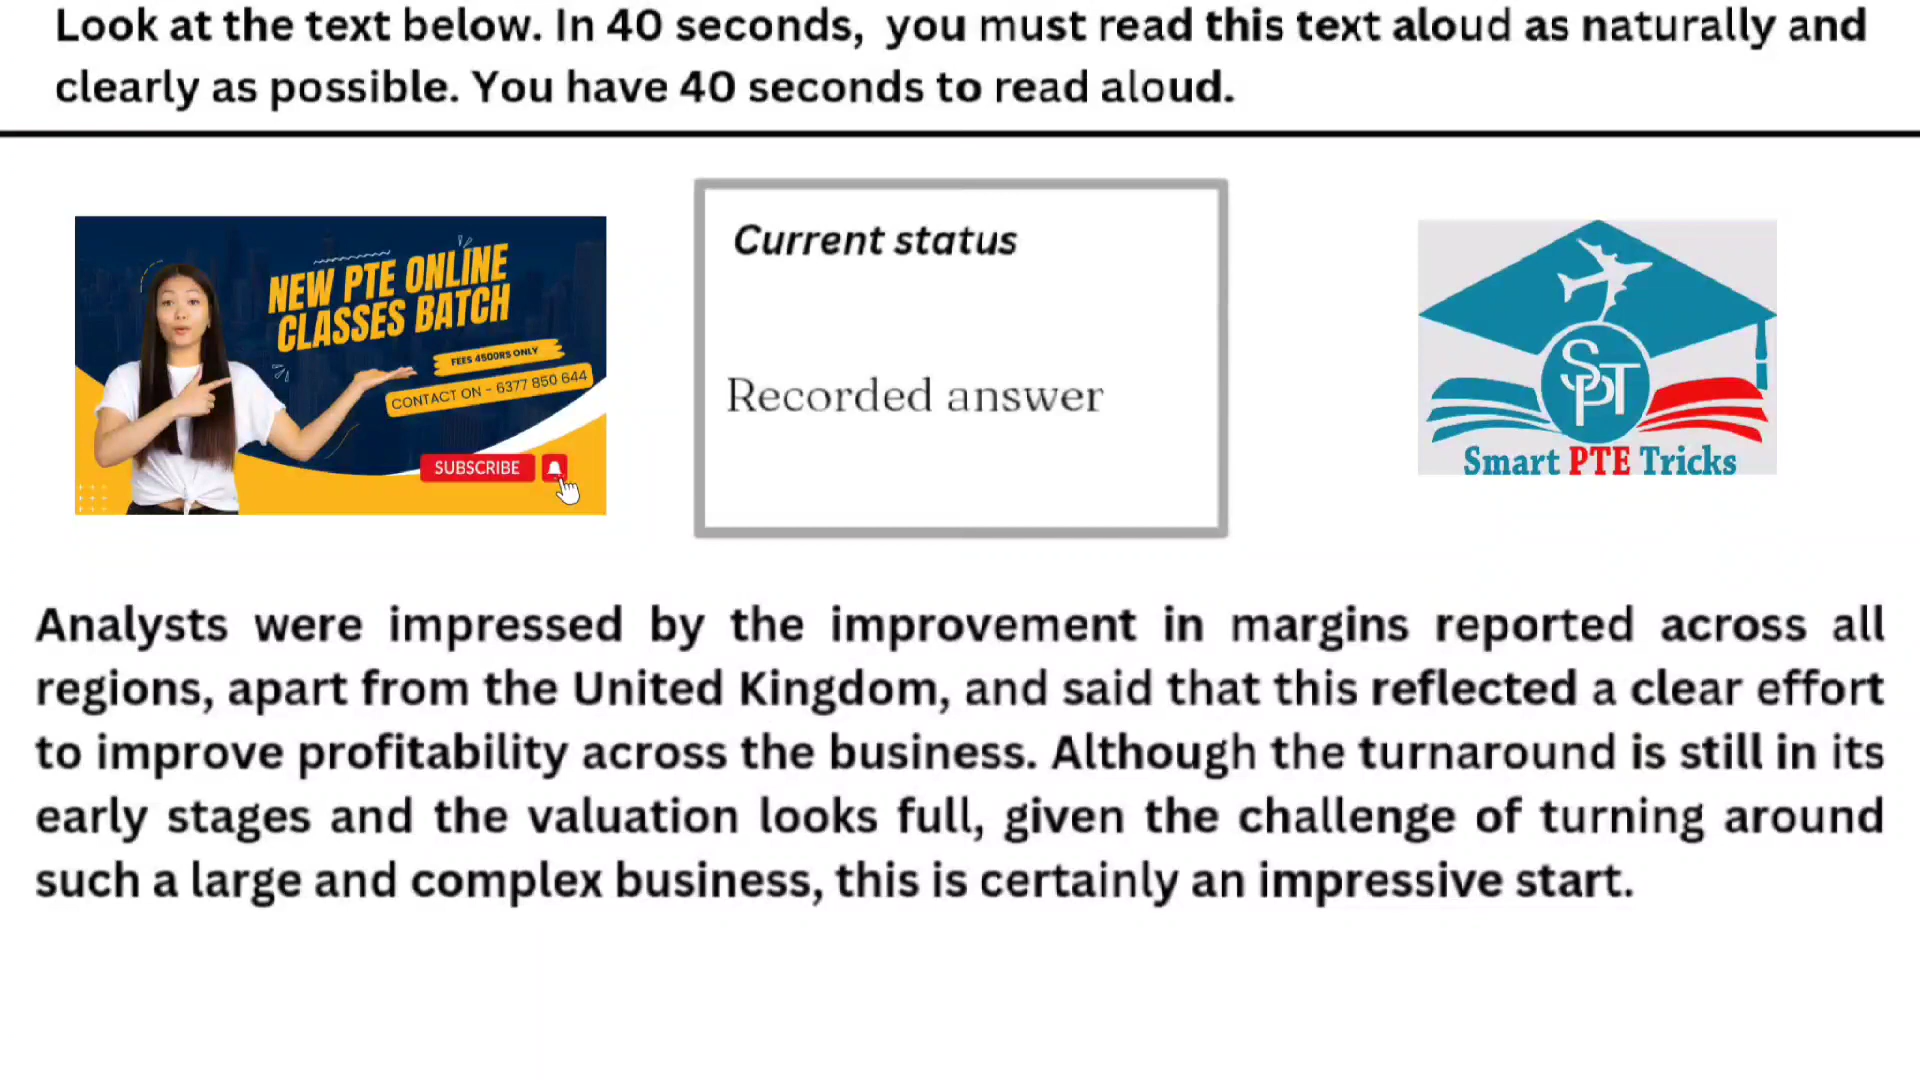 Look at the text below. In 40 seconds, you must read this text aloud as naturally and
clearly as possible. You have 40 seconds to read aloud.
NEW PTE ONLINE
CLASSES BATCH
FEES 4500RS ONLY
CONTACT ON - 6377 850 644
SUBSCRIBE
Current status
Recorded answer
SPT
Smart PTE Tricks
Analysts were impressed by the improvement in margins reported across all
regions, apart from the United Kingdom, and said that this reflected a clear effort
to improve profitability across the business. Although the turnaround is still in its
early stages and the valuation looks full, given the challenge of turning around
such a large and complex business, this is certainly an impressive start.